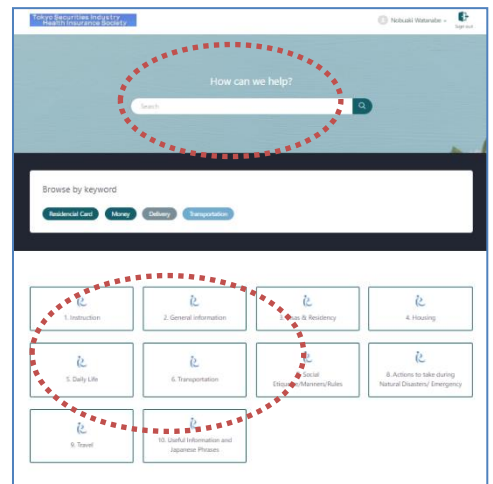 Tokyo Securities Industry
Health Insurance Society
Nobuaki Watanabe
Sign out
How can we help?
Search
Browse by keyword
Residencial Card Money Delivery Transportation
1. Instruction 2. General information 3. Visas & Residency 4. Housing
5. Daily Life 6. Transportation 7. Social Etiquette/Manners/Rules 8. Actions to take during Natural Disasters/ Emergency
9. Travel 10. Useful Information and Japanese Phrases